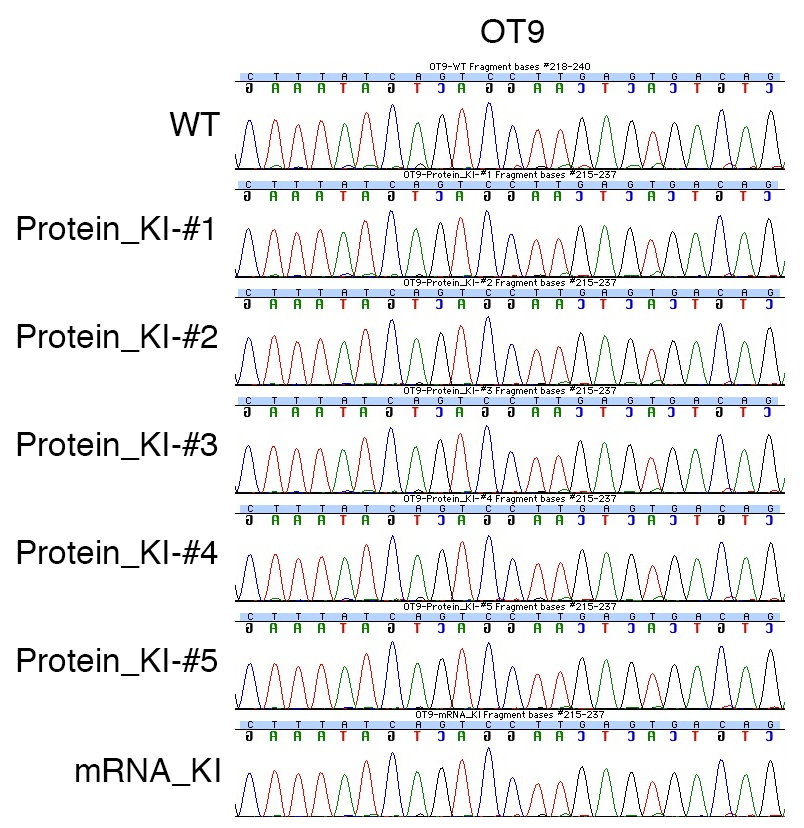 OT9
OT9-WT Fragment bases #218-240
C T T T A T C A G T C C T T G A G T G A C A G
G A A A T A G T C A G G A A C T C A C T G T C
WT
OT9-Protein_KI-#1 Fragment bases #215-237
C T T T A T C A G T C C T T G A G T G A C A G
G A A A T A G T C A G G A A C T C A C T G T C
Protein_KI-#1
OT9-Protein_KI-#2 Fragment bases #215-237
C T T T A T C A G T C C T T G A G T G A C A G
G A A A T A G T C A G G A A C T C A C T G T C
Protein_KI-#2
OT9-Protein_KI-#3 Fragment bases #215-237
C T T T A T C A G T C C T T G A G T G A C A G
G A A A T A G T C A G G A A C T C A C T G T C
Protein_KI-#3
OT9-Protein_KI-#4 Fragment bases #215-237
C T T T A T C A G T C C T T G A G T G A C A G
G A A A T A G T C A G G A A C T C A C T G T C
Protein_KI-#4
OT9-Protein_KI-#5 Fragment bases #215-237
C T T T A T C A G T C C T T G A G T G A C A G
G A A A T A G T C A G G A A C T C A C T G T C
Protein_KI-#5
OT9-mRNA_KI Fragment bases #215-237
C T T T A T C A G T C C T T G A G T G A C A G
G A A A T A G T C A G G A A C T C A C T G T C
mRNA_KI